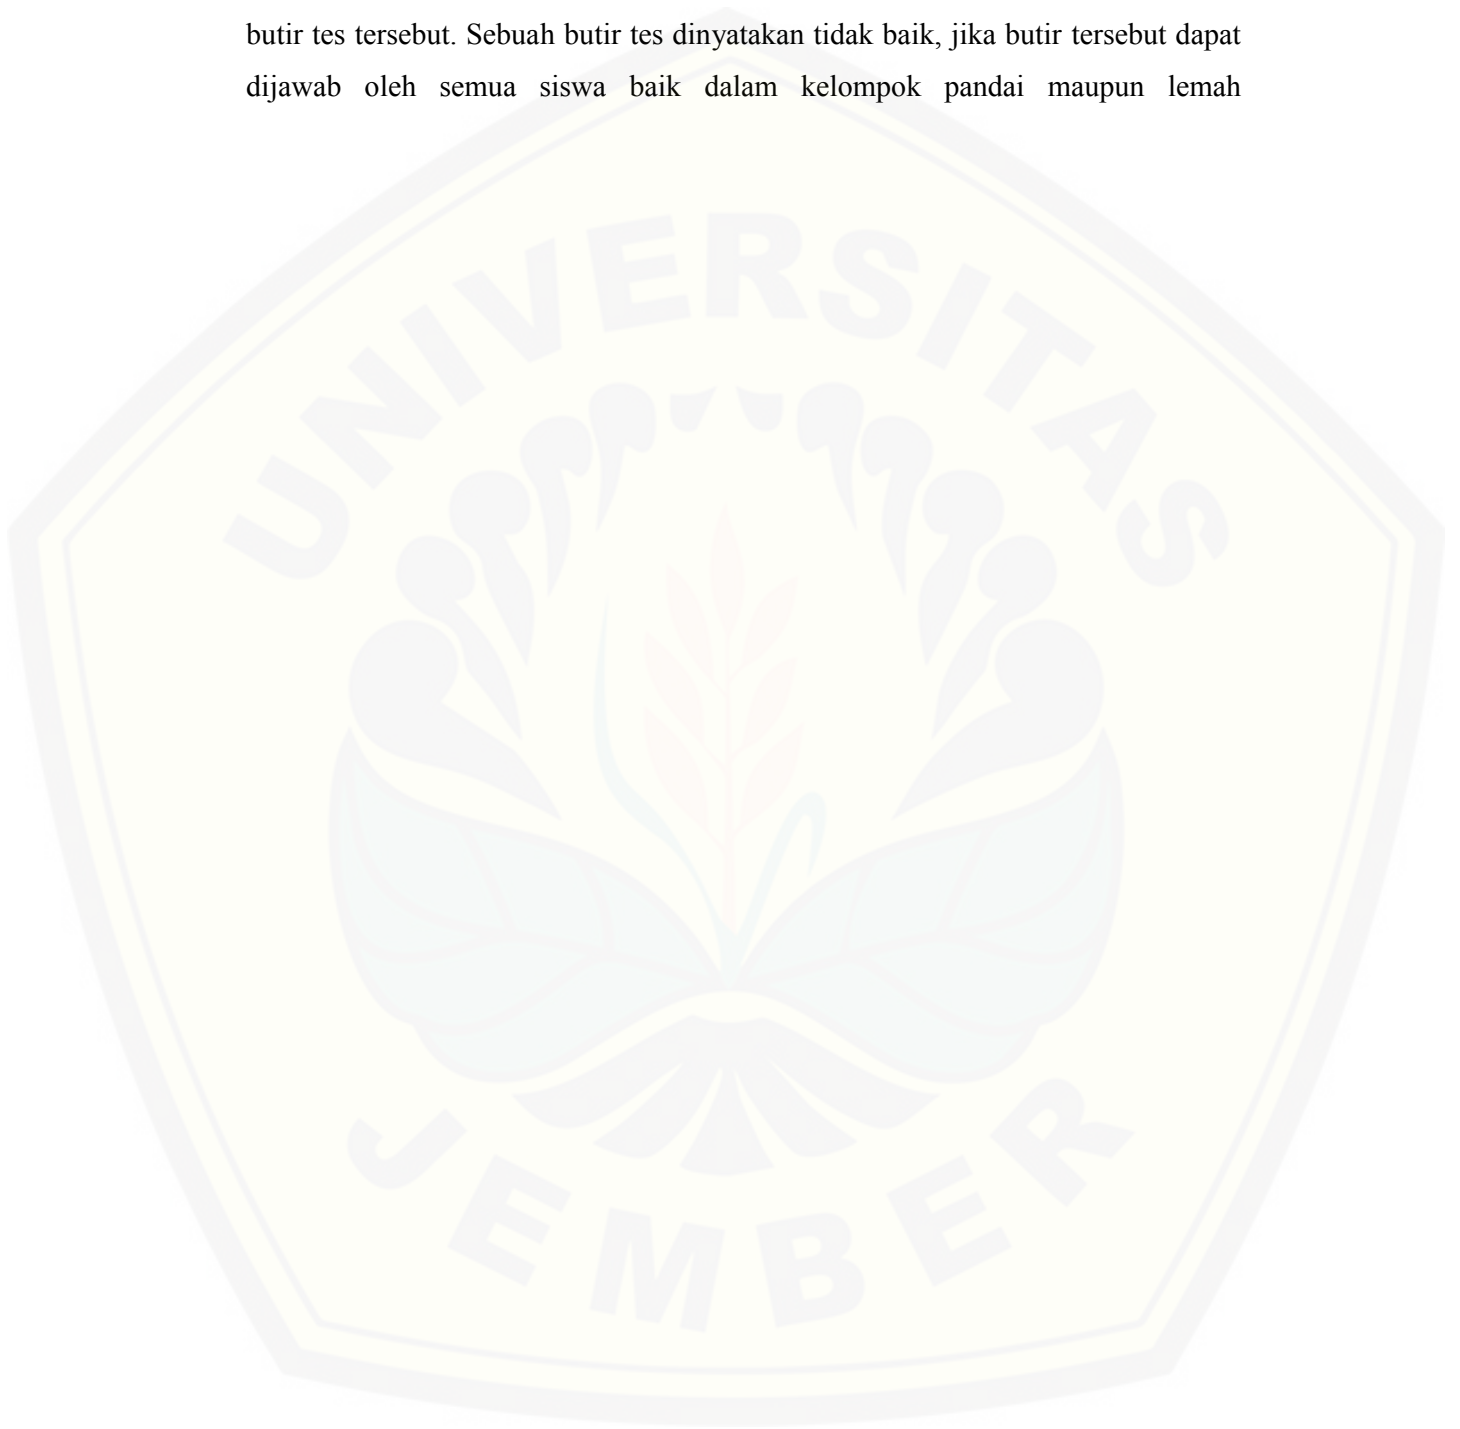 butir tes tersebut. Sebuah butir tes dinyatakan tidak baik, jika butir tersebut dapat
dijawab oleh semua siswa baik dalam kelompok pandai maupun lemah
UNIVERSITAS
JEMBER